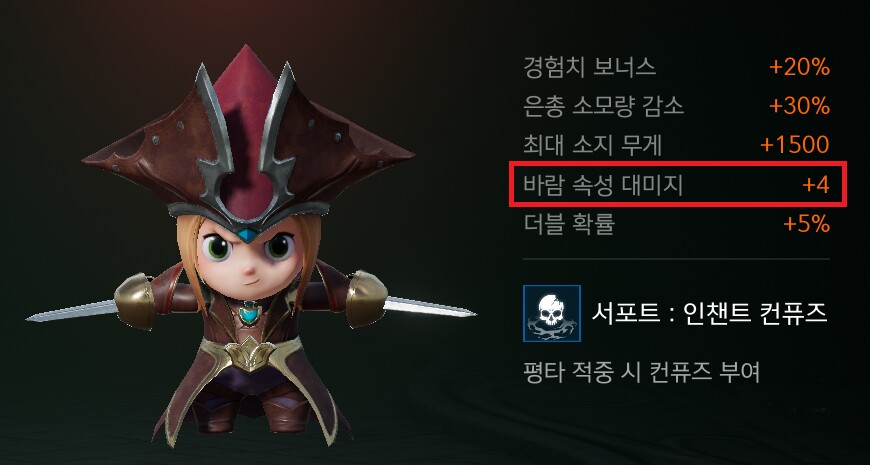 경험치 보너스 +20%
은총 소모량 감소 +30%
최대 소지 무게 +1500
바람 속성 대미지 +4
더블 확률 +5%
서포트 : 인챈트 컨퓨즈
평타 적중 시 컨퓨즈 부여